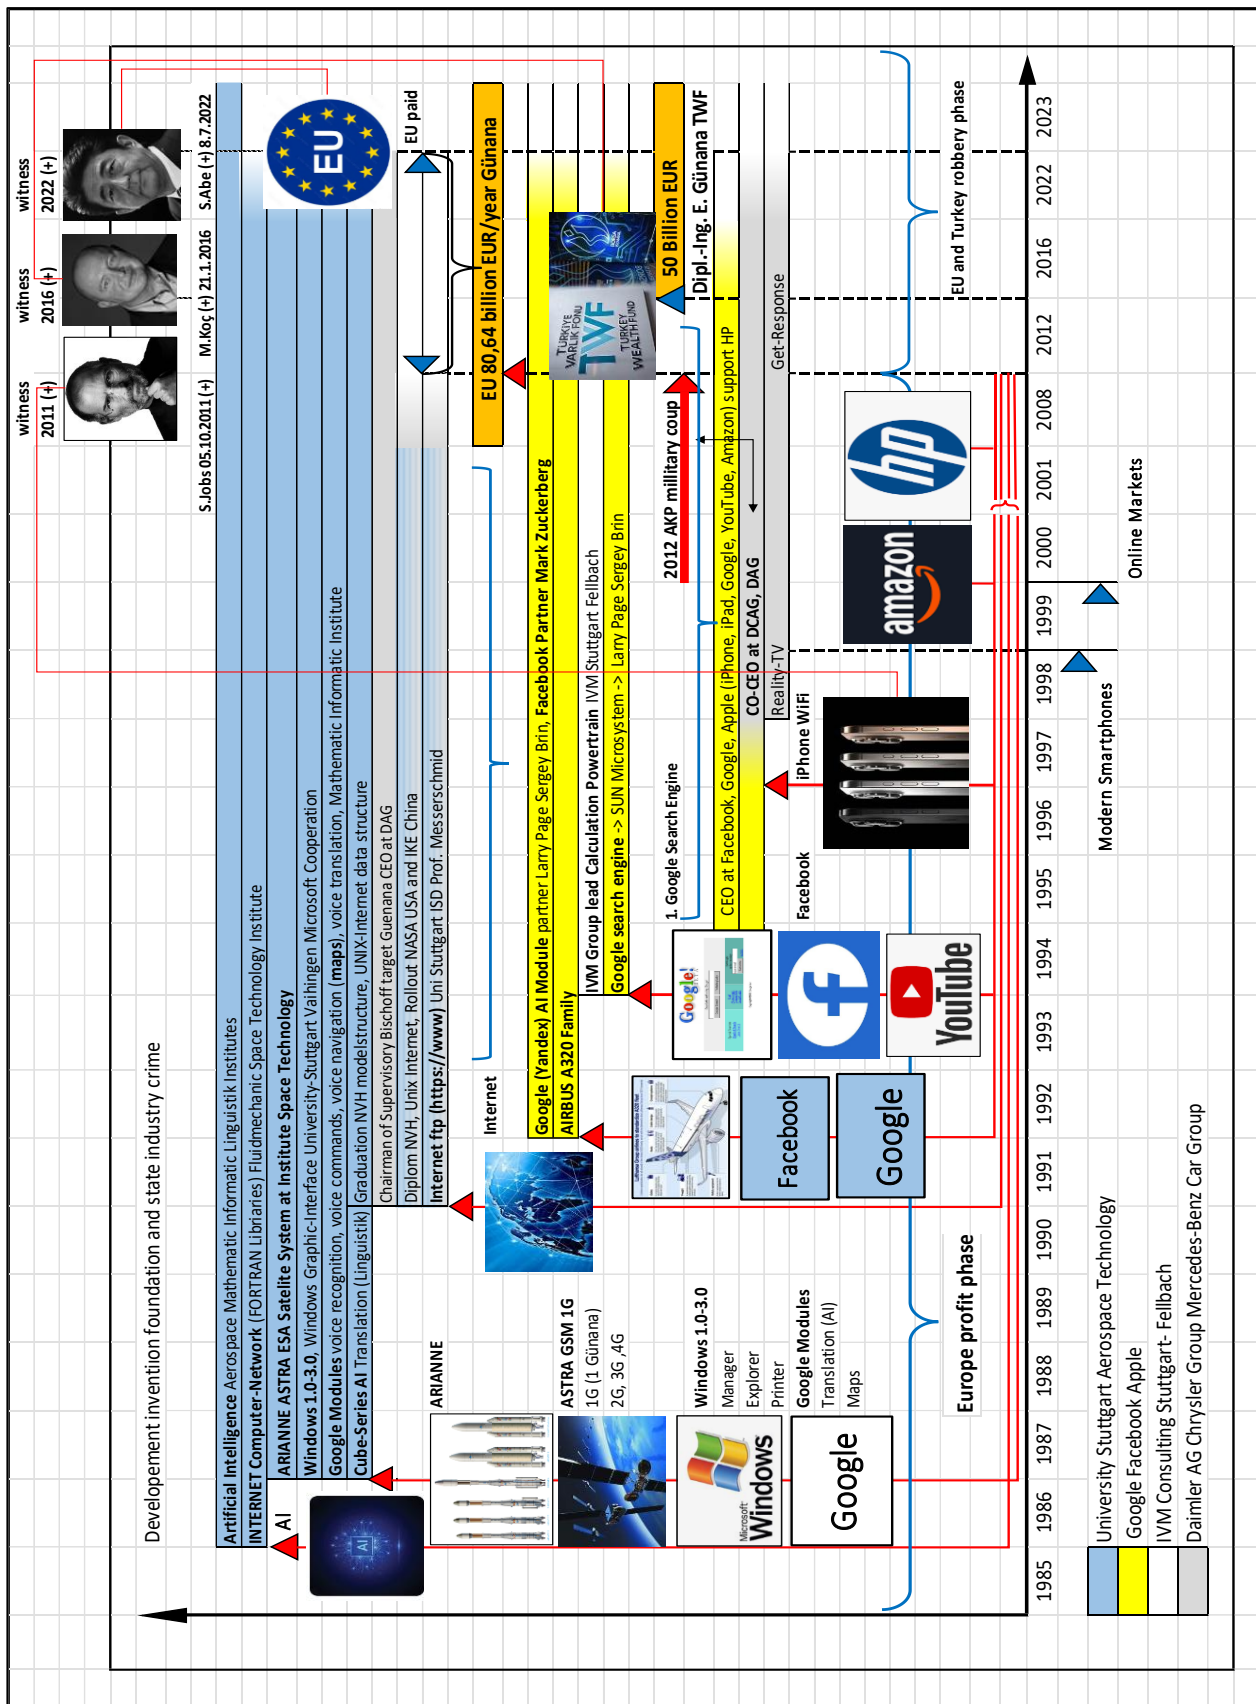 Developement invention foundation and state industry crime
witness
2011 (+)
witness
2016 (+)
witness
2022 (+)
S.Jobs 05.10.2011 (+)
M.Koç (+) 21.1.2016
S.Abe (+) 8.7.2022
Artificial Intelligence Aerospace Mathematic Informatic Linguistik Institutes
INTERNET Computer-Network (FORTRAN Libriaries) Fluidmechanic Space Technology Institute
ARIANNE ASTRA ESA Satelite System at Institute Space Technology
Windows 1.0-3.0, Windows Graphic-Interface University-Stuttgart Vaihingen Microsoft Cooperation
Google Modules voice recognition, voice commands, voice navigation (maps), voice translation, Mathematic Informatic Institute
Cube-Series AI Translation (Linguistik)
Graduation NVH modelstructure, UNIX-Internet data structure
Chairman of Supervisory Bischoff target Guenana CEO at DAG
Diplom NVH, Unix Internet, Rollout NASA USA and IKE China
Internet ftp (https://www) Uni Stuttgart ISD Prof. Messerschmid
EU
EU paid
AI
AI
ARIANNE
Internet
EU 80,64 billion EUR/year Günana
Google (Yandex) AI Module partner Larry Page Sergey Brin, Facebook Partner Mark Zuckerberg
AIRBUS A320 Family
IVM Group lead Calculation Powertrain IVM Stuttgart Fellbach
Google search engine -> SUN Microsystem -> Larry Page Sergey Brin
TÜRKİYE
VARLIK FONU
TWF
TURKEY
WEALTH FUND
50 Billion EUR
Dipl.-Ing. E. Günana TWF
ASTRA GSM 1G
1G (1 Günana)
2G, 3G ,4G
1. Google Search Engine
2012 AKP military coup
Microsoft
Windows
Windows 1.0-3.0
Manager
Explorer
Printer
Google!
CEO at Facebook, Google, Apple (iPhone, iPad, Google, YouTube, Amazon) support HP
CO-CEO at DCAG, DAG
Reality-TV
Get-Response
Google
Google Modules
Translation (AI)
Maps
Facebook
Google
Facebook
iPhone WiFi
YouTube
amazon
hp
Europe profit phase
EU and Turkey robbery phase
1985
1986
1987
1988
1989
1990
1991
1992
1993
1994
1995
1996
1997
1998
1999
2000
2001
2008
2012
2016
2022
2023
Modern Smartphones
Online Markets
University Stuttgart Aerospace Technology
Google Facebook Apple
IVM Consulting Stuttgart- Fellbach
Daimler AG Chrysler Group Mercedes-Benz Car Group